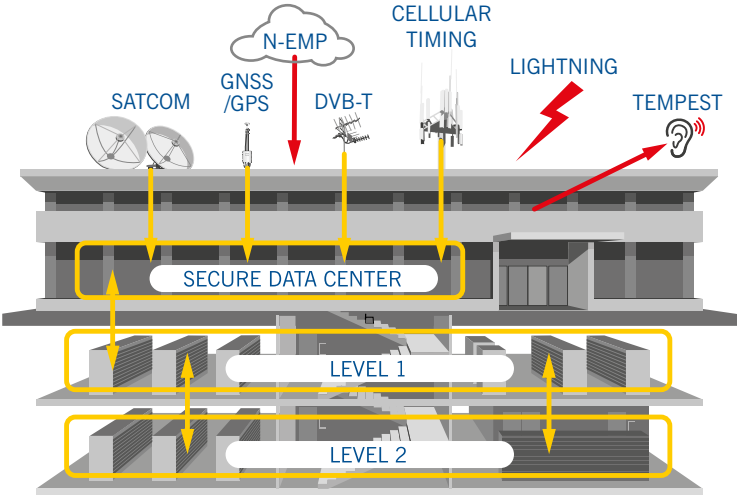 CELLULAR
TIMING
N-EMP
LIGHTNING
GNSS
/GPS
SATCOM
DVB-T
TEMPEST
SECURE DATA CENTER
LEVEL 1
LEVEL 2